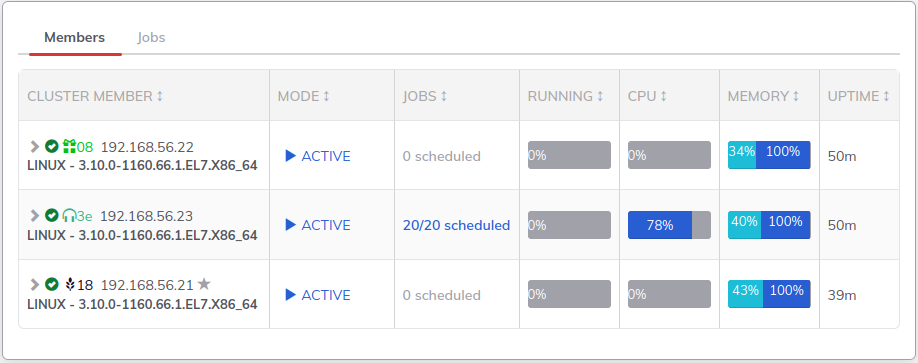 Members Jobs
CLUSTER MEMBER MODE JOBS RUNNING CPU MEMORY UPTIME
08 192.168.56.22 ACTIVE 0 scheduled 0% 0% 34% 100% 50m
LINUX - 3.10.0-1160.66.1.EL7.X86_64
3e 192.168.56.23 ACTIVE 20/20 scheduled 0% 78% 40% 100% 50m
LINUX - 3.10.0-1160.66.1.EL7.X86_64
18 192.168.56.21 ACTIVE 0 scheduled 0% 0% 43% 100% 39m
LINUX - 3.10.0-1160.66.1.EL7.X86_64